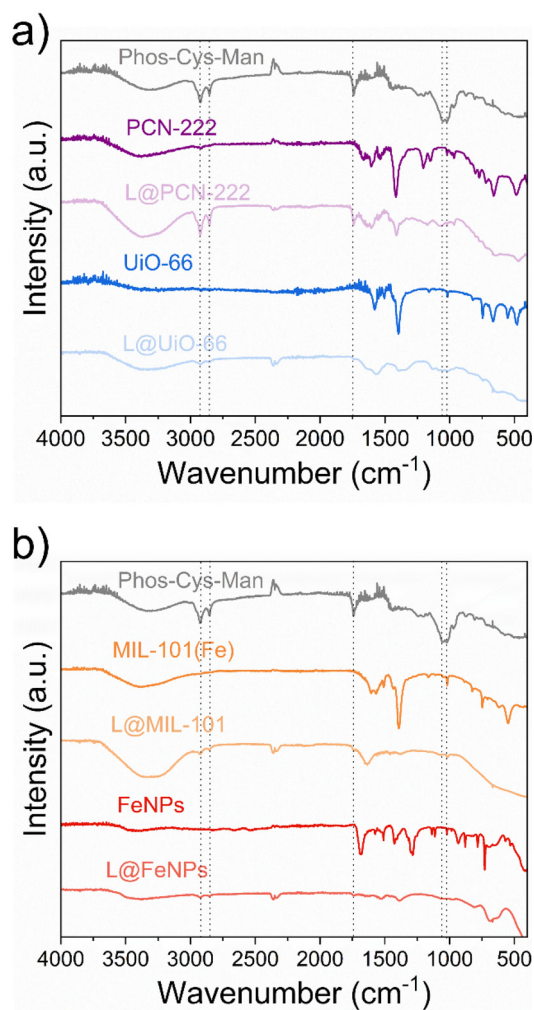 a)
Phos-Cys-Man
PCN-222
L@PCN-222
UiO-66
L@UiO-66
Intensity (a.u.)
4000 3500 3000 2500 2000 1500 1000 500
Wavenumber (cm⁻¹)
b)
Phos-Cys-Man
MIL-101(Fe)
L@MIL-101
FeNPs
L@FeNPs
Intensity (a.u.)
4000 3500 3000 2500 2000 1500 1000 500
Wavenumber (cm⁻¹)